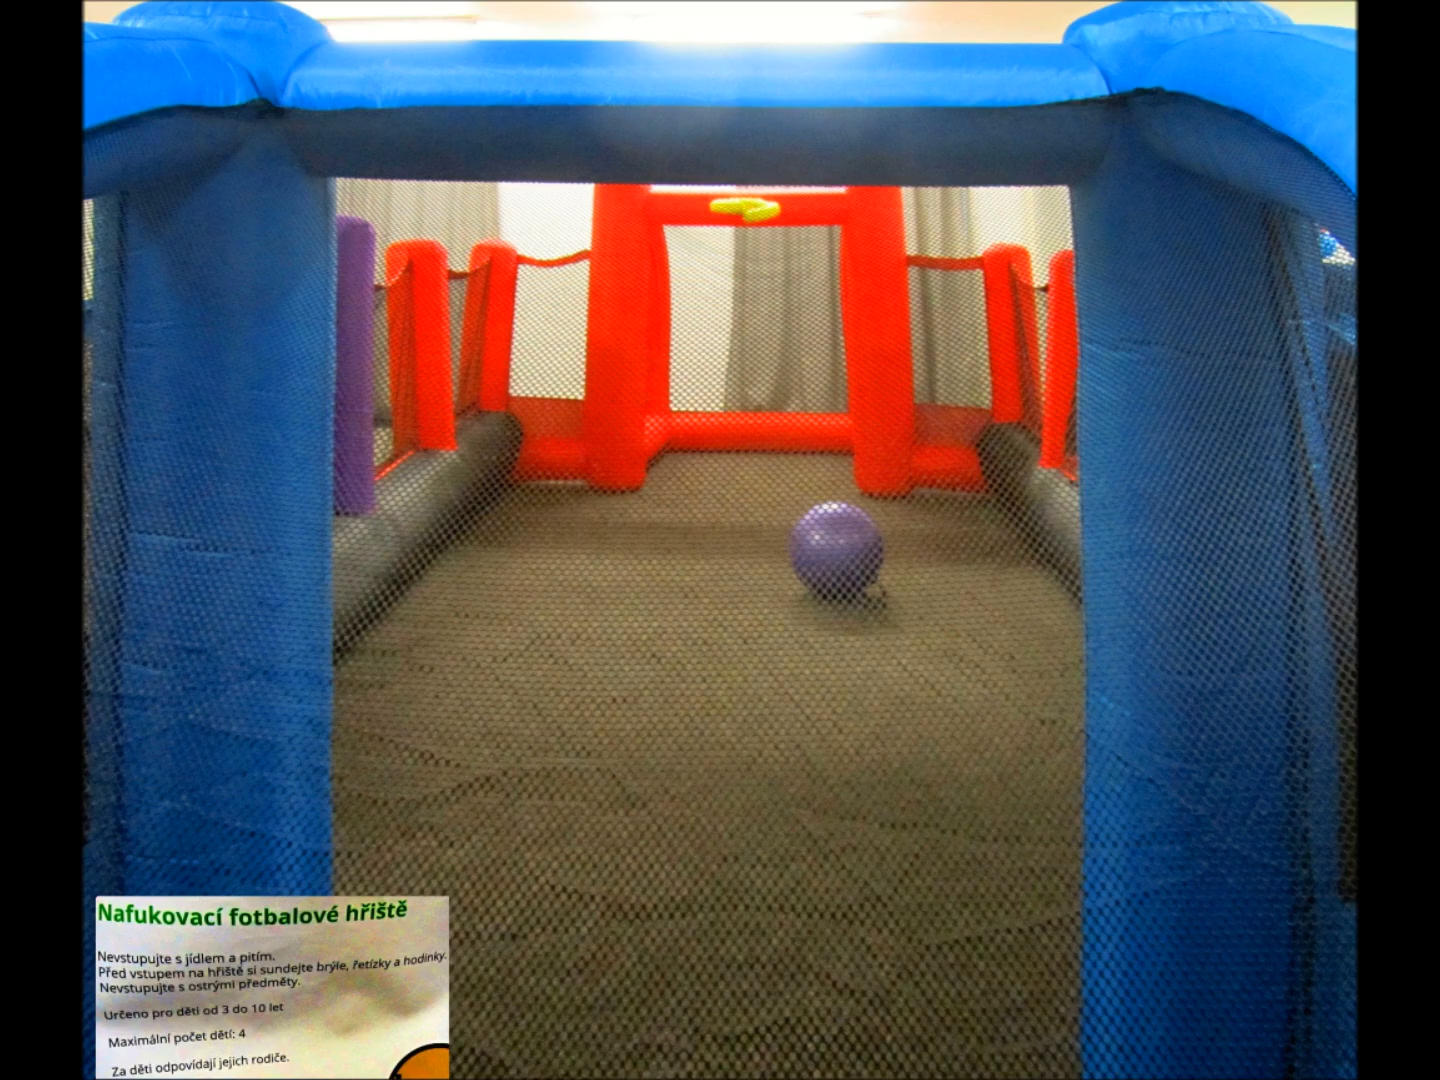 Nafukovací fotbalové hřiště
Nevstupujte s jídlem a pitím.
Před vstupem na hřiště si sundejte brýle, řetízky a hodinky.
Nevstupujte s ostrými předměty.
Určeno pro děti od 3 do 10 let
Maximální počet dětí: 4
Za děti odpovídají jejich rodiče.